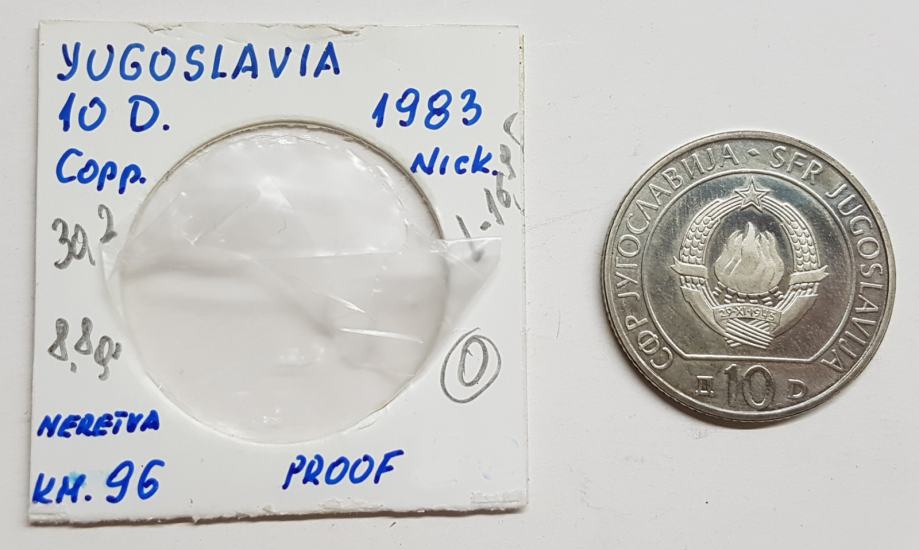 YUGOSLAVIA
10 D. 1983
Copp. Nick.
30,2
8.8g.
0
NERETVA
KM. 96 PROOF
СФР ЈУГОСЛАВИЈА · SFR JUGOSLAVIJA
29·XI·1943
Д 10 D